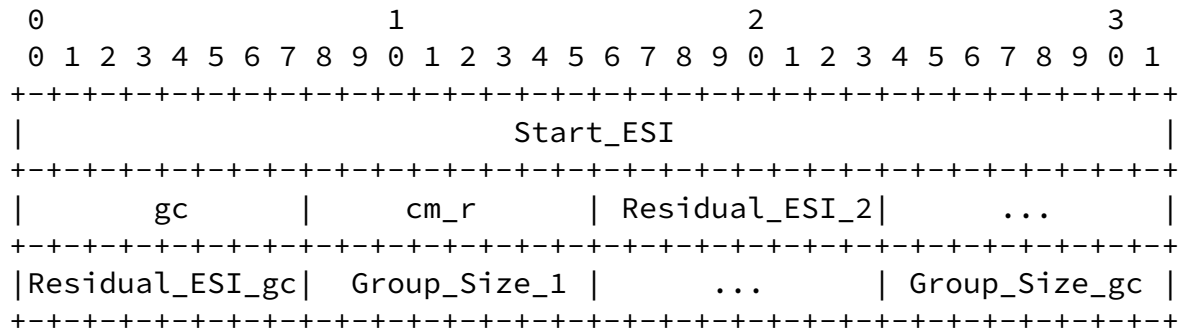 0                   1                   2                   3
 0 1 2 3 4 5 6 7 8 9 0 1 2 3 4 5 6 7 8 9 0 1 2 3 4 5 6 7 8 9 0 1
+-+-+-+-+-+-+-+-+-+-+-+-+-+-+-+-+-+-+-+-+-+-+-+-+-+-+-+-+-+-+-+-+
|                           Start_ESI                           |
+-+-+-+-+-+-+-+-+-+-+-+-+-+-+-+-+-+-+-+-+-+-+-+-+-+-+-+-+-+-+-+-+
|       gc      |     cm_r      | Residual_ESI_2|      ...      |
+-+-+-+-+-+-+-+-+-+-+-+-+-+-+-+-+-+-+-+-+-+-+-+-+-+-+-+-+-+-+-+-+
|Residual_ESI_gc|  Group_Size_1 |      ...      | Group_Size_gc |
+-+-+-+-+-+-+-+-+-+-+-+-+-+-+-+-+-+-+-+-+-+-+-+-+-+-+-+-+-+-+-+-+